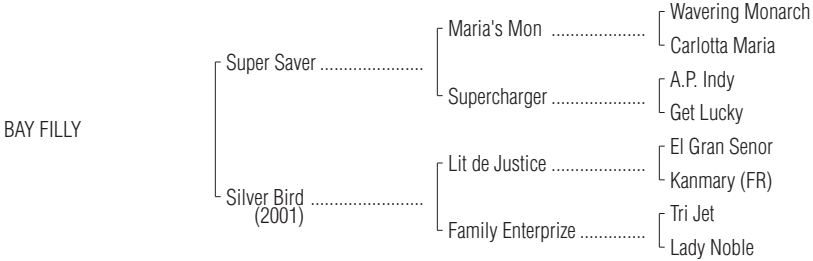 Wavering Monarch
Maria's Mon ....................
Carlotta Maria
Super Saver ......................
A.P. Indy
Supercharger ....................
Get Lucky
BAY FILLY
El Gran Senor
Lit de Justice ....................
Kanmary (FR)
Silver Bird ........................
(2001)
Tri Jet
Family Enterprize ..............
Lady Noble